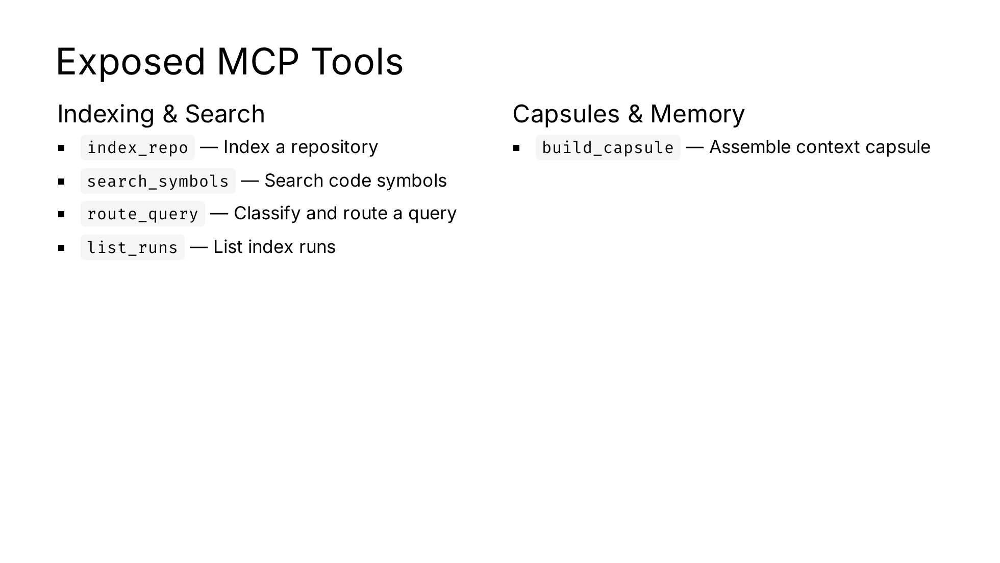 Exposed MCP Tools
Indexing & Search
▪ index_repo — Index a repository
▪ search_symbols — Search code symbols
▪ route_query — Classify and route a query
▪ list_runs — List index runs
Capsules & Memory
▪ build_capsule — Assemble context capsule